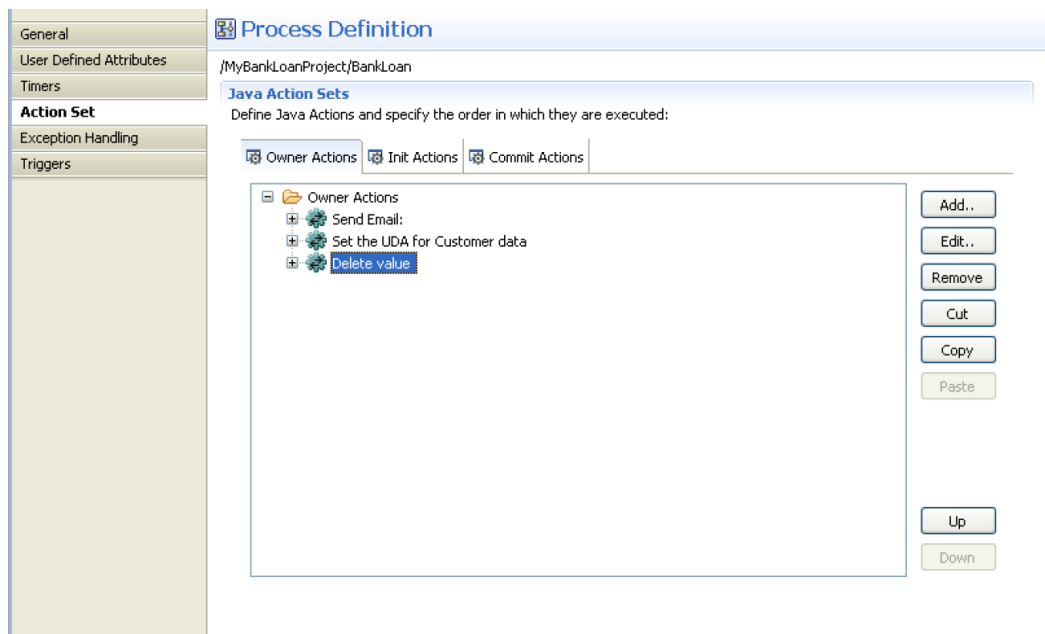 General
User Defined Attributes
Timers
Action Set
Exception Handling
Triggers
Process Definition
/MyBankLoanProject/BankLoan
Java Action Sets
Define Java Actions and specify the order in which they are executed:
Owner Actions Init Actions Commit Actions
Owner Actions
Send Email:
Set the UDA for Customer data
Delete value
Add..
Edit..
Remove
Cut
Copy
Paste
Up
Down